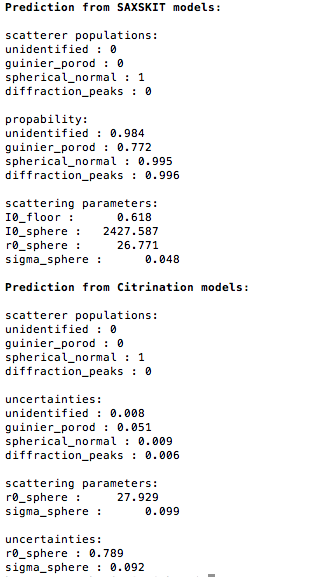 Prediction from SAXSKIT models:
scatterer populations:
unidentified : 0
guinier_porod : 0
spherical_normal : 1
diffraction_peaks : 0
propability:
unidentified : 0.984
guinier_porod : 0.772
spherical_normal : 0.995
diffraction_peaks : 0.996
scattering parameters:
I0_floor : 0.618
I0_sphere : 2427.587
r0_sphere : 26.771
sigma_sphere : 0.048
Prediction from Citrination models:
scatterer populations:
unidentified : 0
guinier_porod : 0
spherical_normal : 1
diffraction_peaks : 0
uncertainties:
unidentified : 0.008
guinier_porod : 0.051
spherical_normal : 0.009
diffraction_peaks : 0.006
scattering parameters:
r0_sphere : 27.929
sigma_sphere : 0.099
uncertainties:
r0_sphere : 0.789
sigma_sphere : 0.092